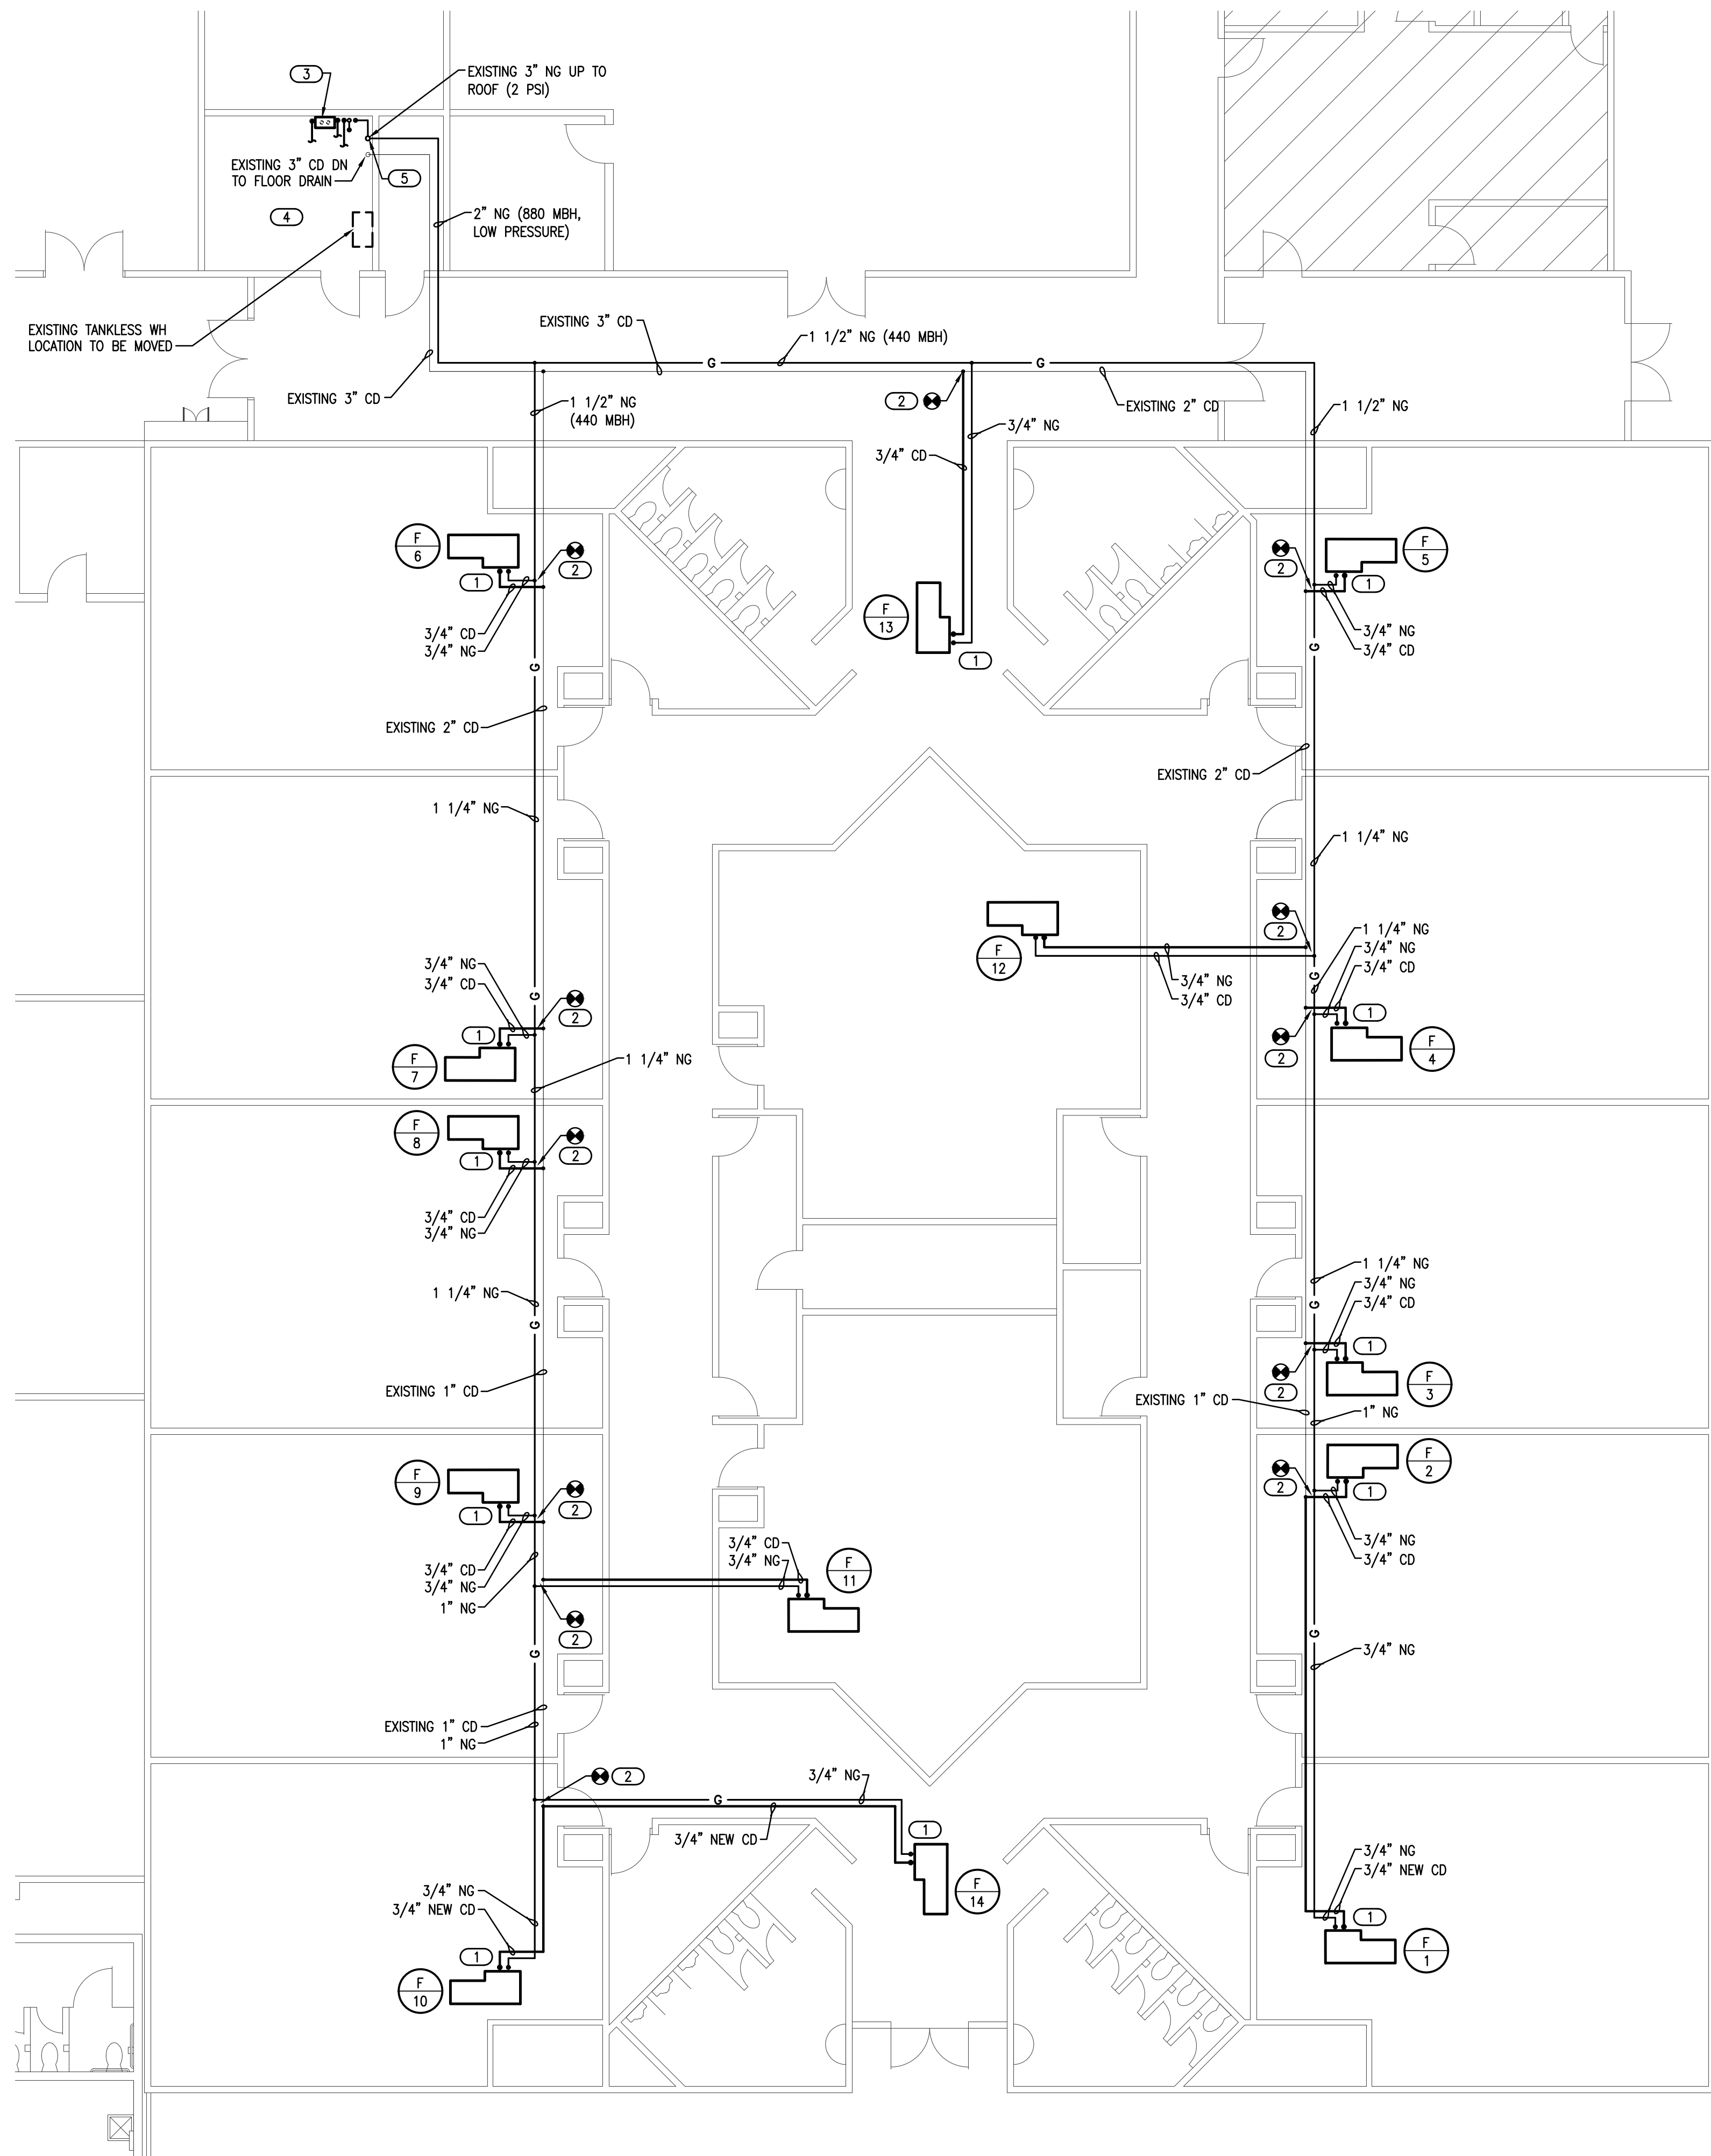 3
EXISTING 3" NG UP TO
ROOF (2 PSI)
EXISTING 3" CD DN
TO FLOOR DRAIN
5
4
2" NG (880 MBH,
LOW PRESSURE)
EXISTING TANKLESS WH
LOCATION TO BE MOVED
EXISTING 3" CD
1 1/2" NG (440 MBH)
G
G
EXISTING 3" CD
1 1/2" NG
(440 MBH)
2
EXISTING 2" CD
1 1/2" NG
3/4" NG
3/4" CD
F
6
1
2
3/4" CD
3/4" NG
G
F
13
1
2
F
5
1
3/4" NG
3/4" CD
G
EXISTING 2" CD
EXISTING 2" CD
1 1/4" NG
1 1/4" NG
2
F
12
3/4" NG
3/4" CD
1 1/4" NG
3/4" NG
3/4" CD
G
3/4" NG
3/4" CD
G
2
1
F
7
1
2
F
4
1 1/4" NG
F
8
1
2
3/4" CD
3/4" NG
1 1/4" NG
G
1 1/4" NG
3/4" NG
3/4" CD
G
EXISTING 1" CD
1
2
F
3
EXISTING 1" CD
1" NG
F
9
1
2
F
2
2
1
3/4" CD
3/4" NG
1" NG
3/4" CD
3/4" NG
F
11
3/4" NG
3/4" CD
2
G
G
3/4" NG
EXISTING 1" CD
1" NG
2
3/4" NG
G
3/4" NEW CD
1
F
14
3/4" NG
3/4" NEW CD
1
F
10
3/4" NG
3/4" NEW CD
1
F
1